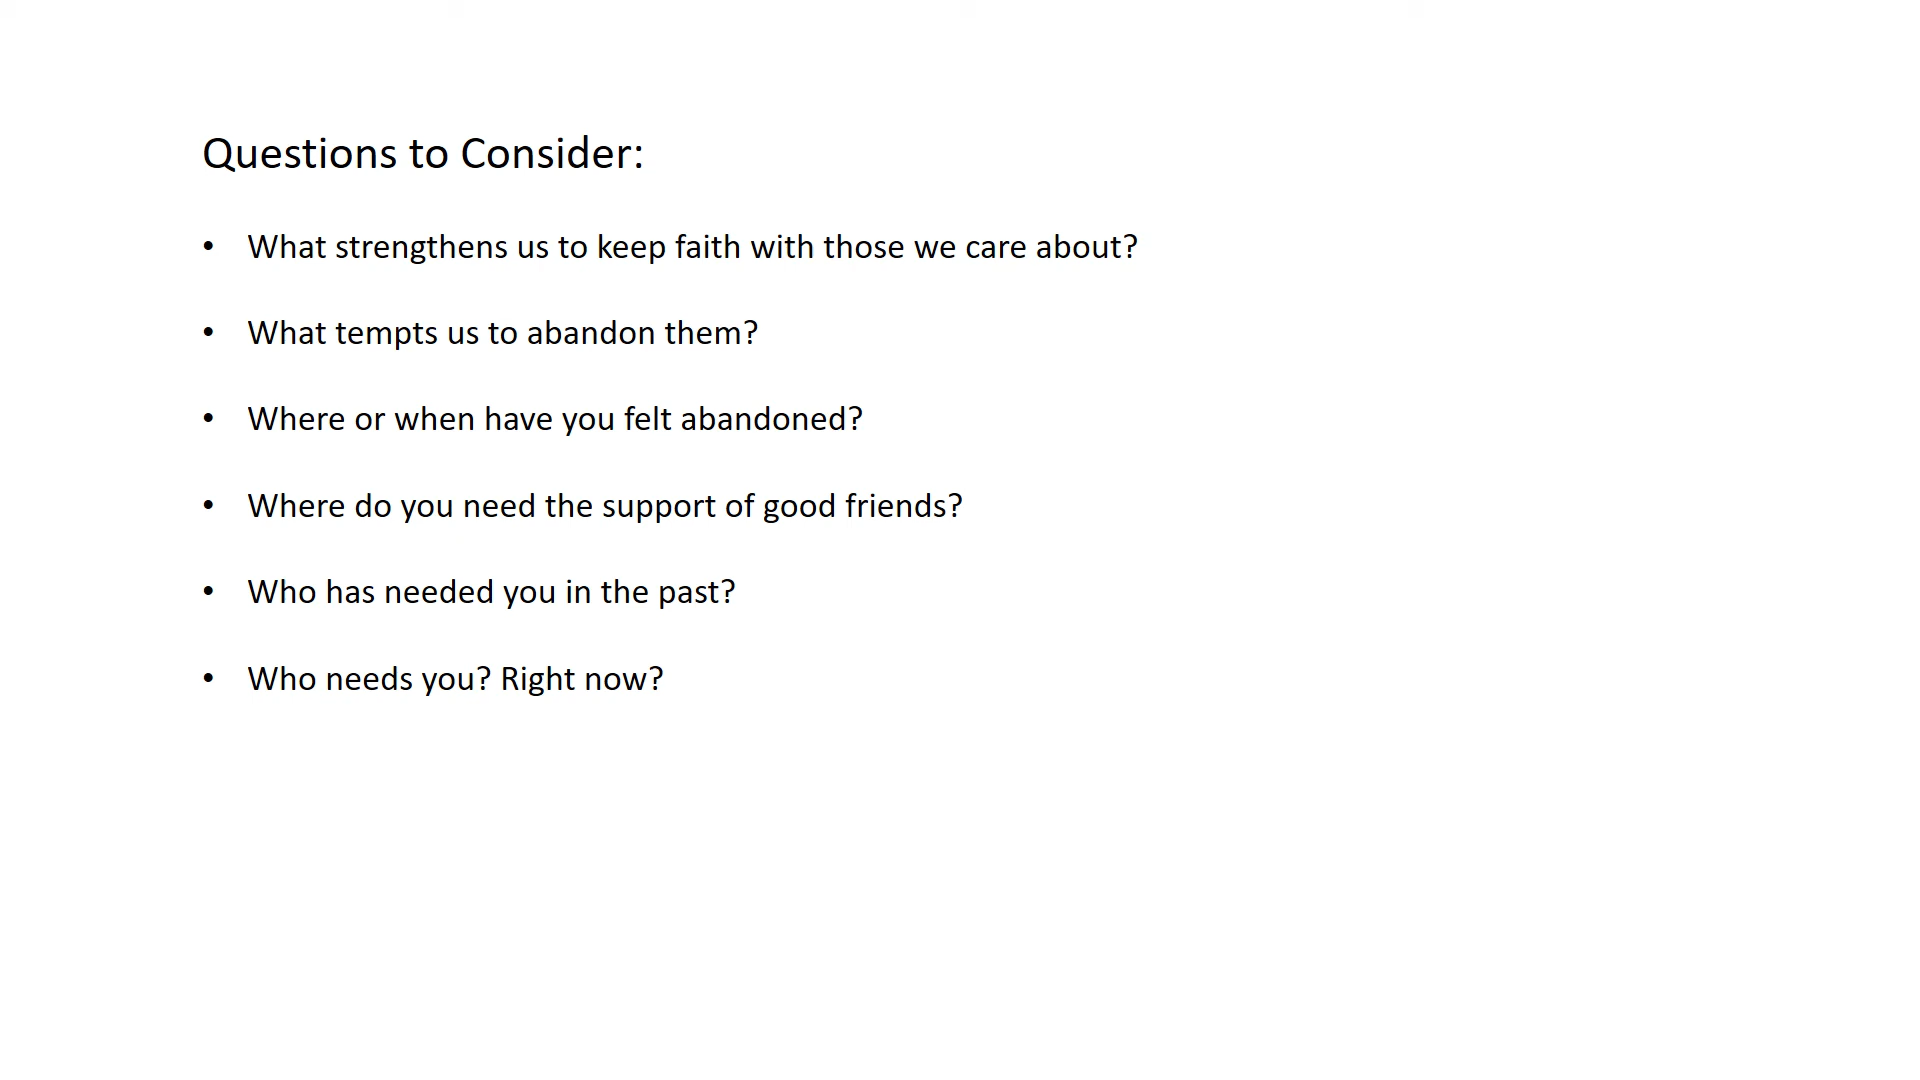 Questions to Consider:
• What strengthens us to keep faith with those we care about?
• What tempts us to abandon them?
• Where or when have you felt abandoned?
• Where do you need the support of good friends?
• Who has needed you in the past?
• Who needs you? Right now?